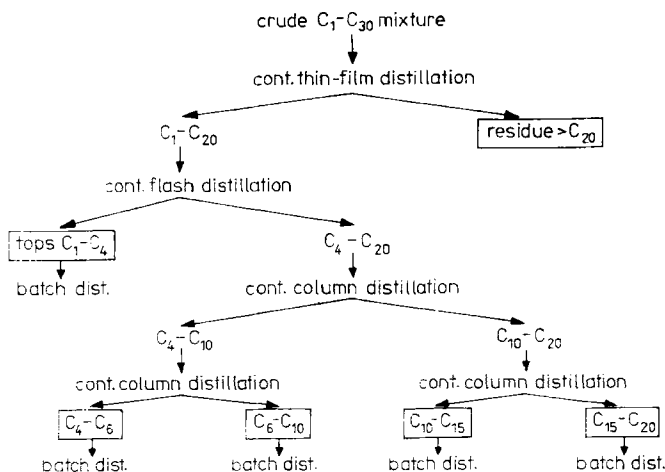 crude C₁–C₃₀ mixture
cont. thin-film distillation
C₁–C₂₀
residue > C₂₀
cont. flash distillation
tops C₁–C₄
C₄–C₂₀
batch dist.
cont. column distillation
C₄–C₁₀
C₁₀–C₂₀
cont. column distillation
cont. column distillation
C₄–C₆
C₆–C₁₀
C₁₀–C₁₅
C₁₅–C₂₀
batch dist.
batch dist.
batch dist.
batch dist.